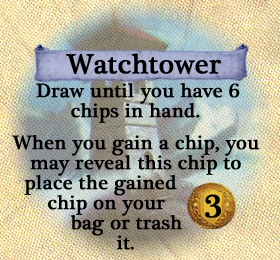 Watchtower
Draw until you have 6
chips in hand.
When you gain a chip, you
may reveal this chip to
place the gained
chip on your
bag or trash
it.
3